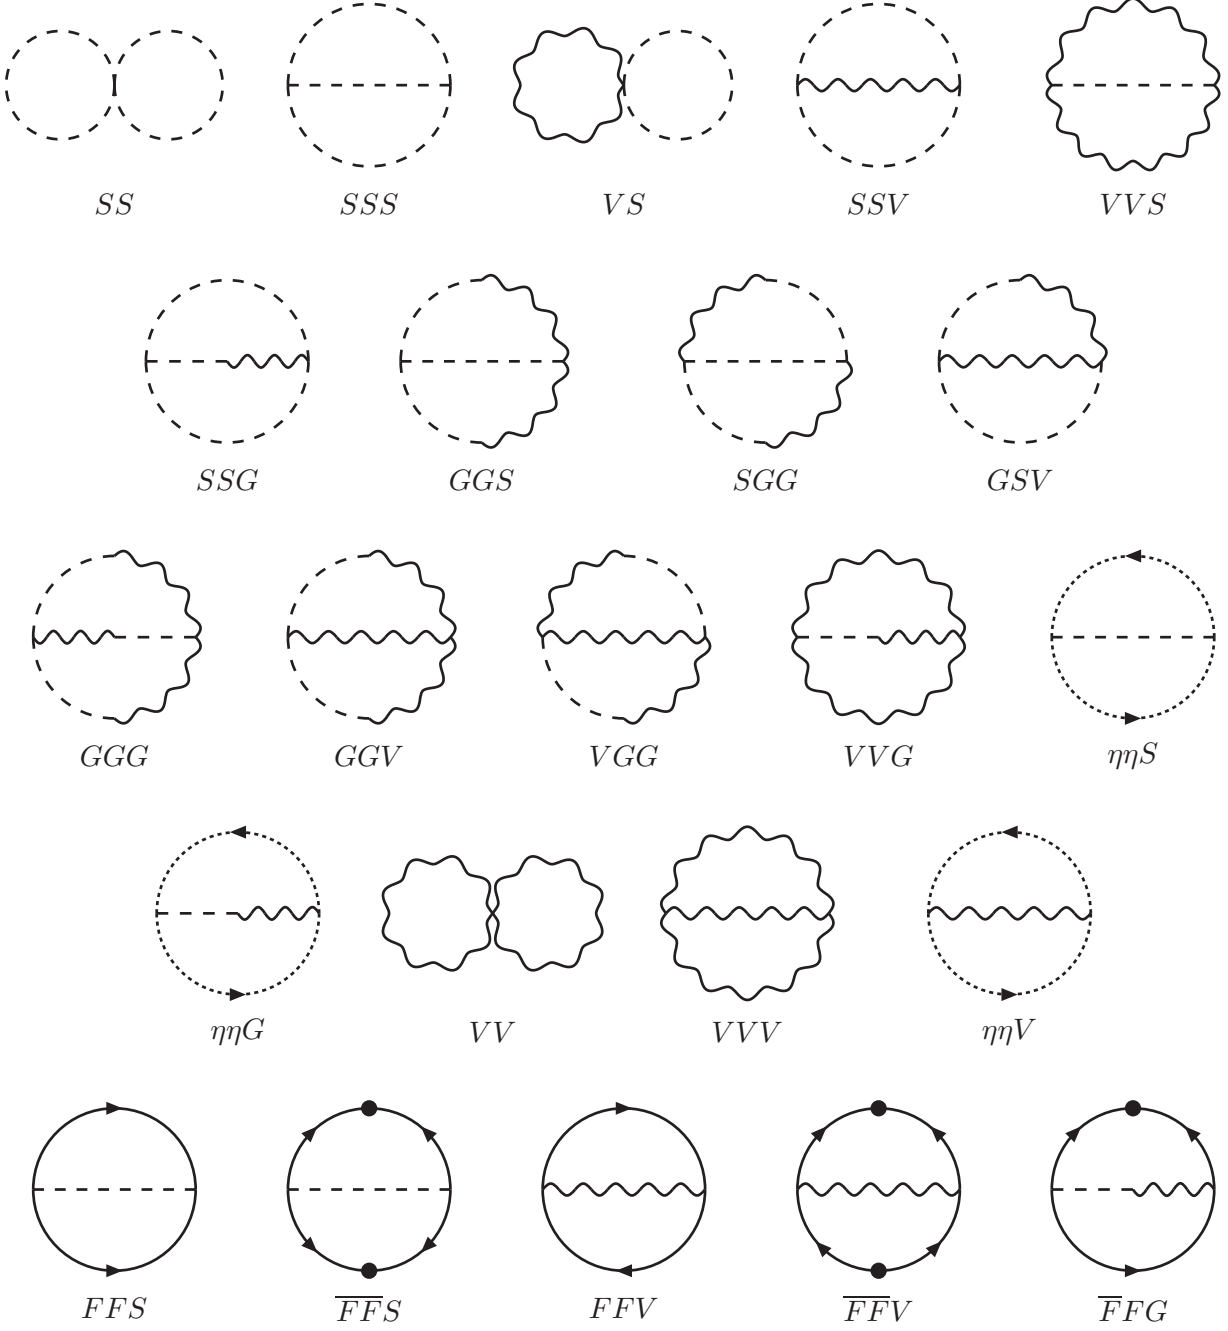 SS SSS VS SSV VVS
SSG GGS SGG GSV
GGG GGV VGG VVG ηηS
ηηG VV VVV ηηV
FFS F̅F̅S FFV F̅F̅V F̅FG